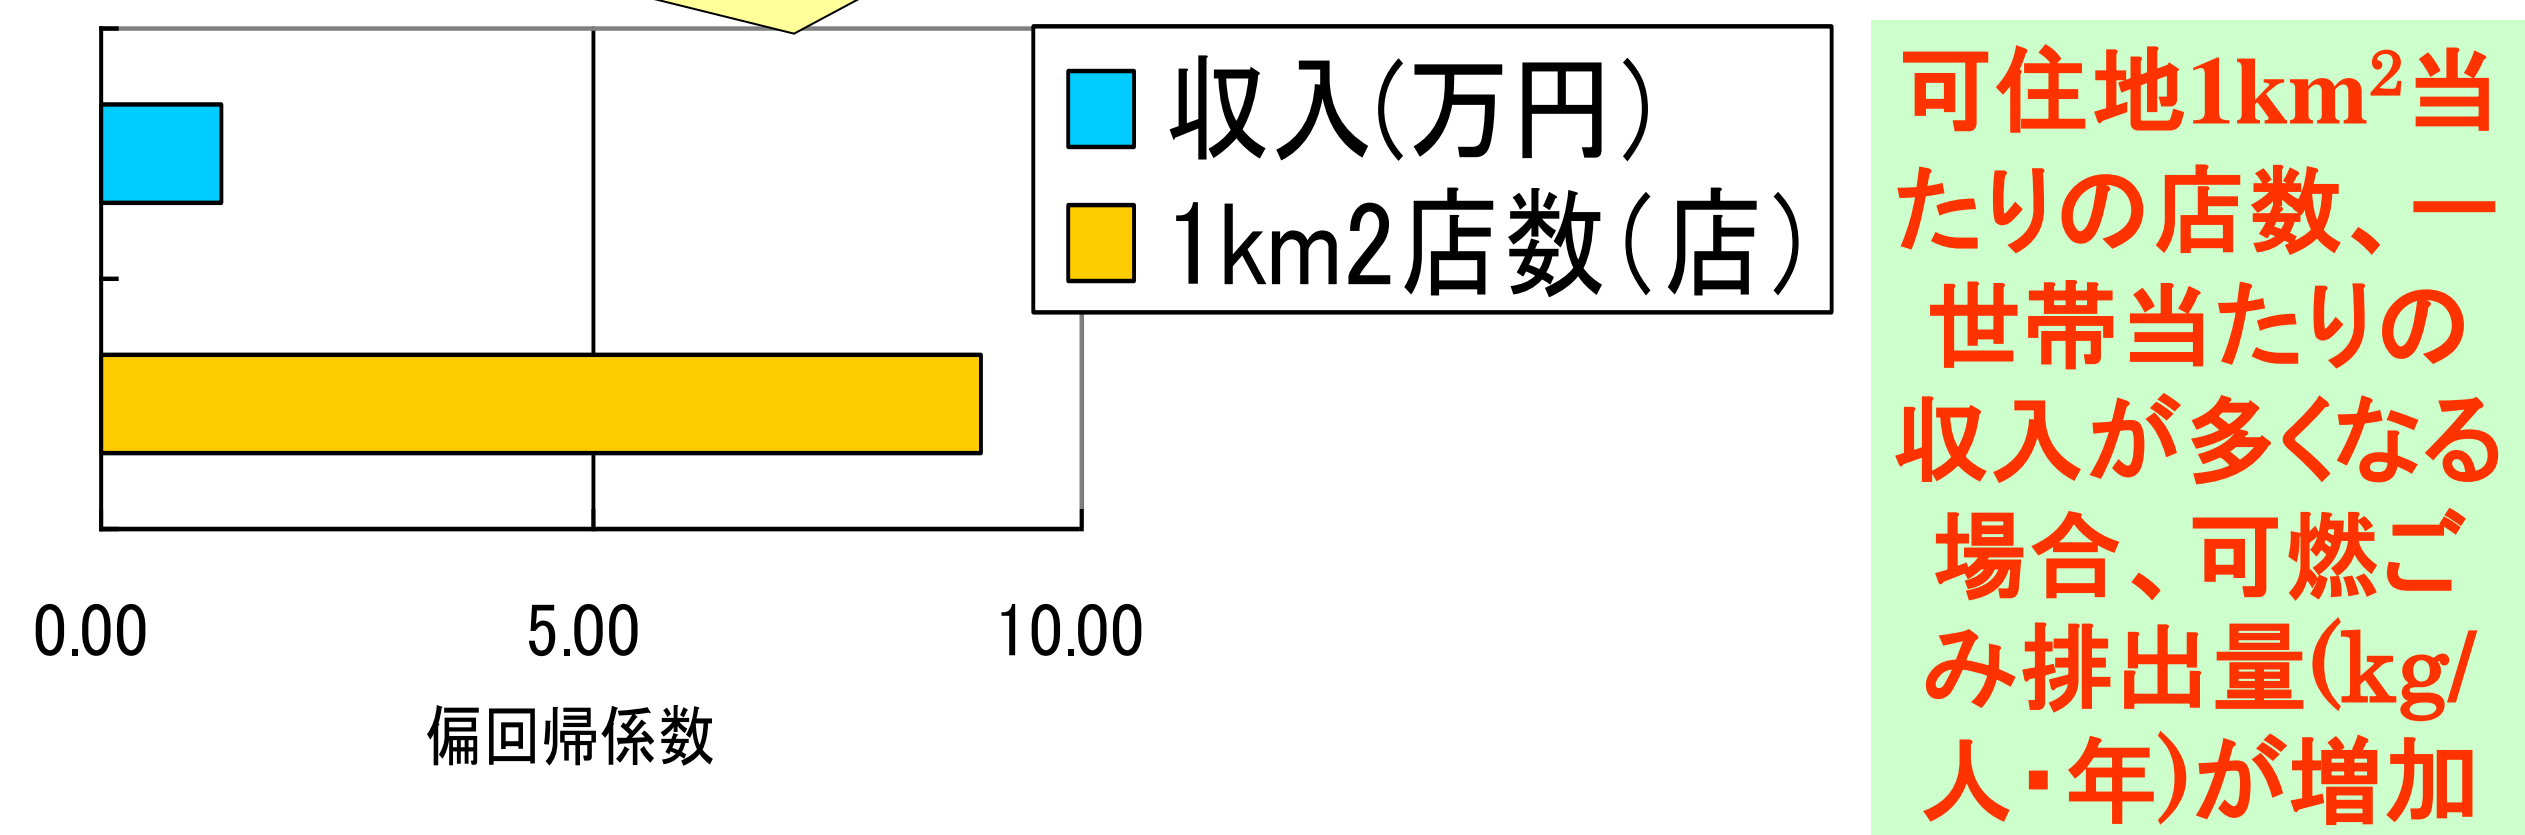 収入(万円)
1km2店数(店)
0.00 5.00 10.00
偏回帰係数
可住地1km²当
たりの店数、一
世帯当たりの
収入が多くなる
場合、可燃ご
み排出量(kg/
人・年)が増加